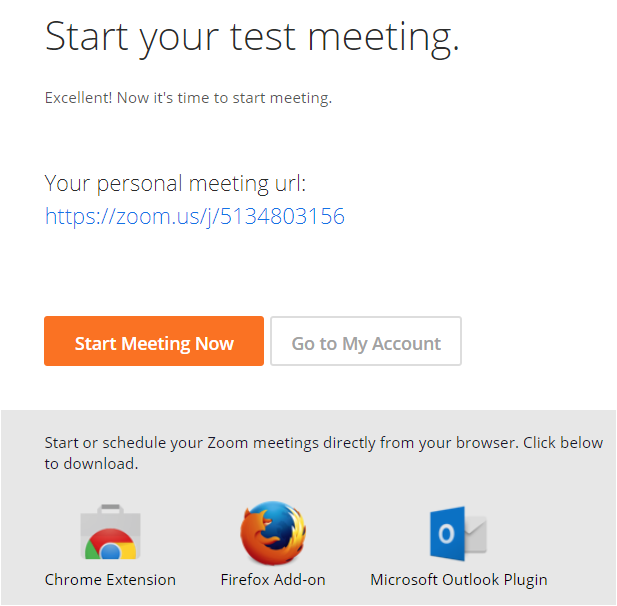 Start your test meeting.
Excellent! Now it's time to start meeting.
Your personal meeting url:
https://zoom.us/j/5134803156
Start Meeting Now
Go to My Account
Start or schedule your Zoom meetings directly from your browser. Click below
to download.
Chrome Extension
Firefox Add-on
Microsoft Outlook Plugin